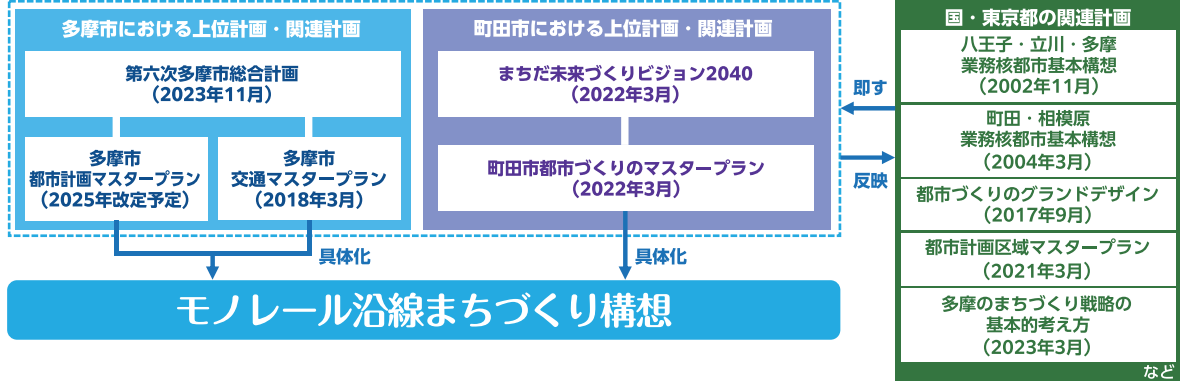 多摩市における上位計画・関連計画
第六次多摩市総合計画
（2023年11月）
多摩市
都市計画マスタープラン
（2025年改定予定）
多摩市
交通マスタープラン
（2018年3月）
町田市における上位計画・関連計画
まちだ未来づくりビジョン2040
（2022年3月）
町田市都市づくりのマスタープラン
（2022年3月）
具体化
具体化
モノレール沿線まちづくり構想
即す
反映
国・東京都の関連計画
八王子・立川・多摩
業務核都市基本構想
（2002年11月）
町田・相模原
業務核都市基本構想
（2004年3月）
都市づくりのグランドデザイン
（2017年9月）
都市計画区域マスタープラン
（2021年3月）
多摩のまちづくり戦略の
基本的考え方
（2023年3月）
など